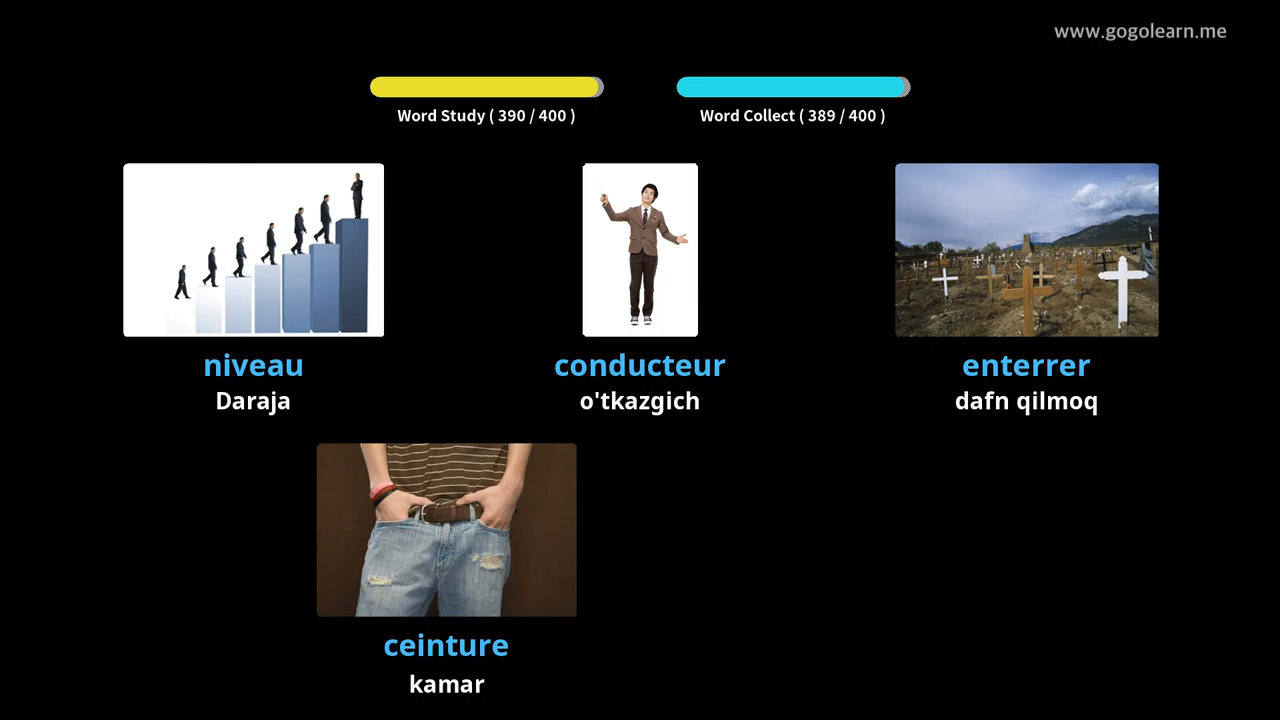 www.gogolearn.me
Word Study ( 390 / 400 )
Word Collect ( 389 / 400 )
niveau
Daraja
conducteur
o'tkazgich
enterrer
dafn qilmoq
ceinture
kamar